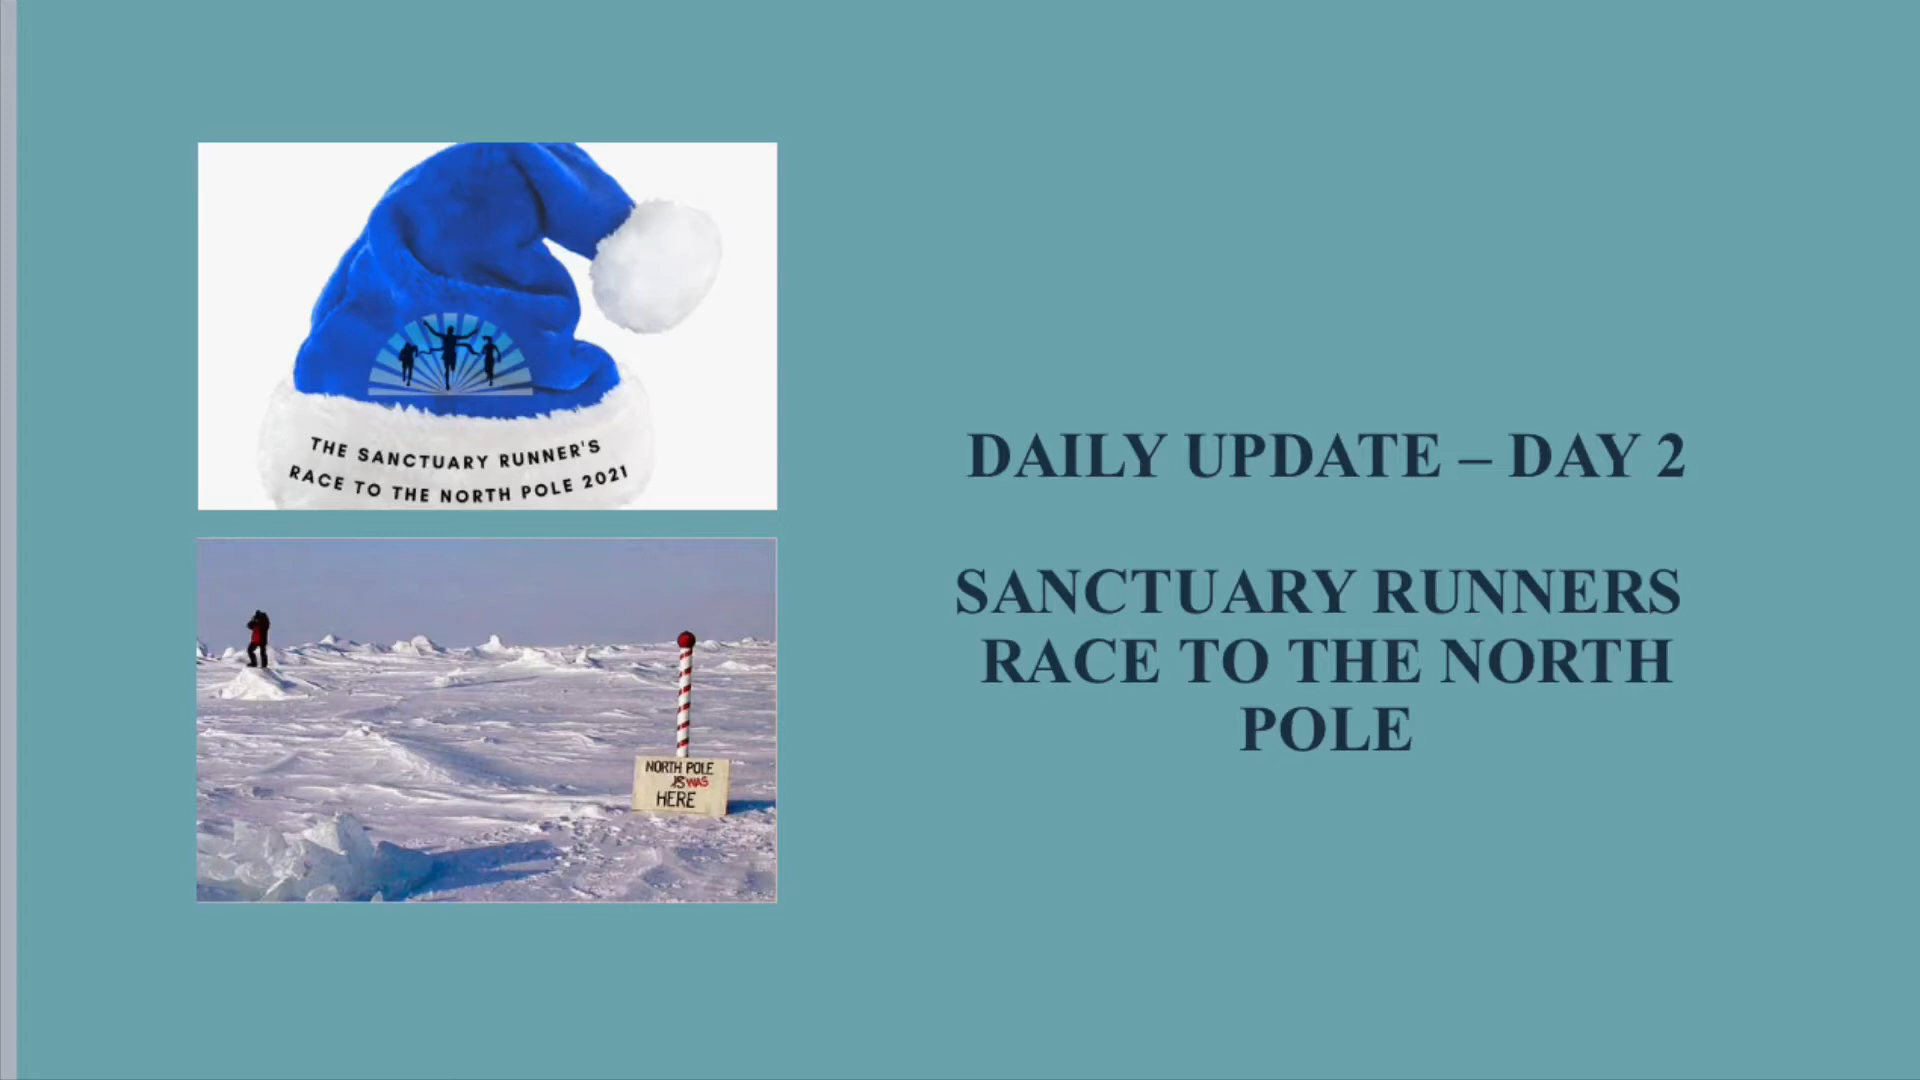 THE SANCTUARY RUNNER'S
RACE TO THE NORTH POLE 2021
NORTH POLE
IS WAS
HERE
DAILY UPDATE – DAY 2
SANCTUARY RUNNERS
RACE TO THE NORTH
POLE